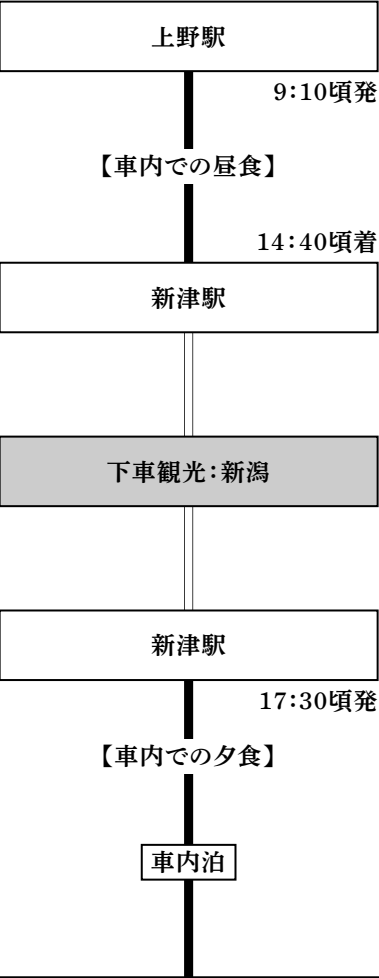 上野駅
9:10頃発
【車内での昼食】
14:40頃着
新津駅
下車観光:新潟
新津駅
17:30頃発
【車内での夕食】
車内泊